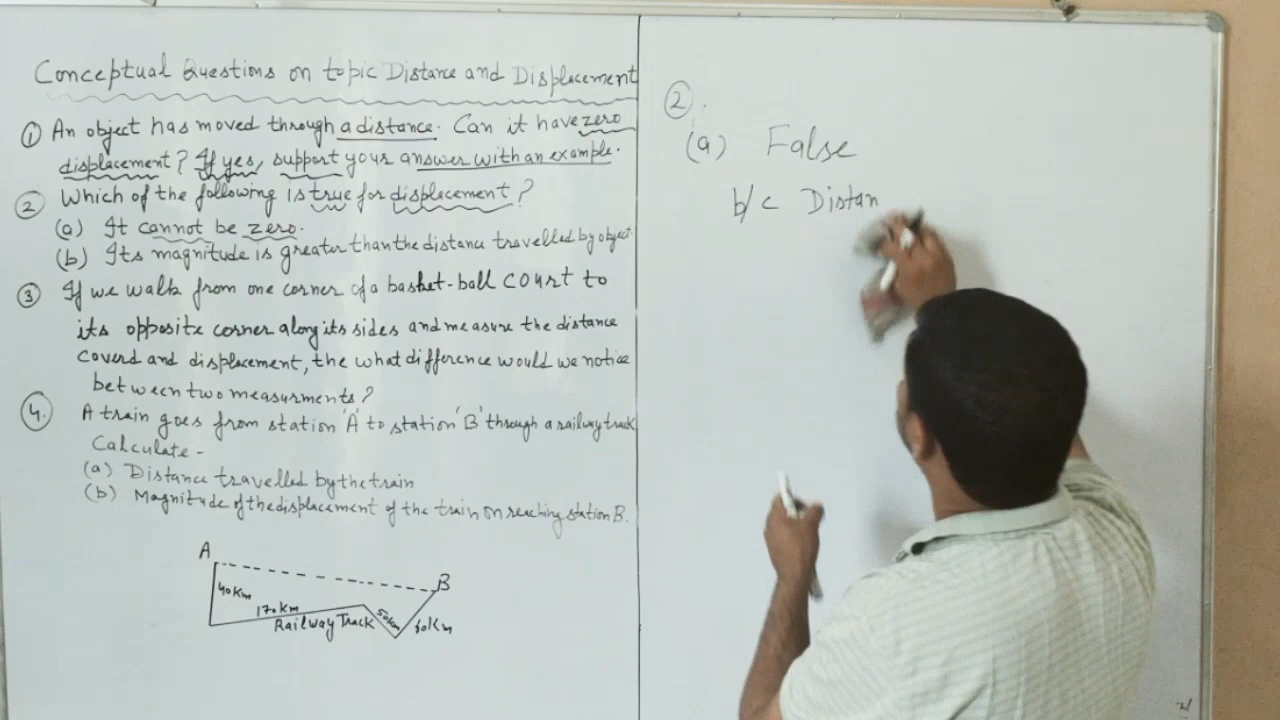 Conceptual Questions on topic Distance and Displacement
① An object has moved through a distance. Can it have zero
displacement? If yes, support your answer with an example.
② Which of the following is true for displacement?
(a) It cannot be zero.
(b) Its magnitude is greater than the distance travelled by object.
③ If we walk from one corner of a basket-ball court to
its opposite corner along its sides and measure the distance
coverd and displacement, the what difference would we notice
between two measurments?
④. A train goes from station 'A' to station 'B' through a railway track
Calculate -
(a) Distance travelled by the train
(b) Magnitude of the displacement of the train on reaching station B.
A
B
40Km
170Km
50Km
Railway Track
②.
(a) False
b/c Distan